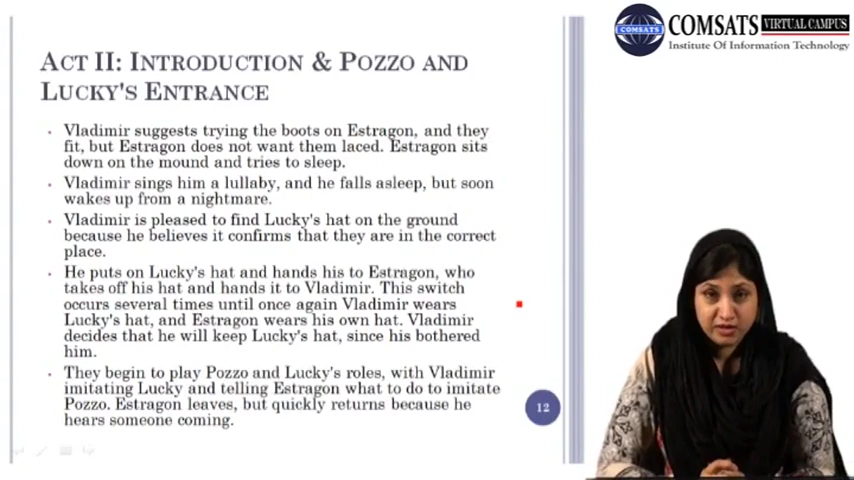 COMSATS
COMSATS VIRTUAL CAMPUS
Institute Of Information Technology
ACT II: INTRODUCTION & POZZO AND
LUCKY'S ENTRANCE
Vladimir suggests trying the boots on Estragon, and they
fit, but Estragon does not want them laced. Estragon sits
down on the mound and tries to sleep.
Vladimir sings him a lullaby, and he falls asleep, but soon
wakes up from a nightmare.
Vladimir is pleased to find Lucky's hat on the ground
because he believes it confirms that they are in the correct
place.
He puts on Lucky's hat and hands his to Estragon, who
takes off his hat and hands it to Vladimir. This switch
occurs several times until once again Vladimir wears
Lucky's hat, and Estragon wears his own hat. Vladimir
decides that he will keep Lucky's hat, since his bothered
him.
They begin to play Pozzo and Lucky's roles, with Vladimir
imitating Lucky and telling Estragon what to do to imitate
Pozzo. Estragon leaves, but quickly returns because he
hears someone coming.
12